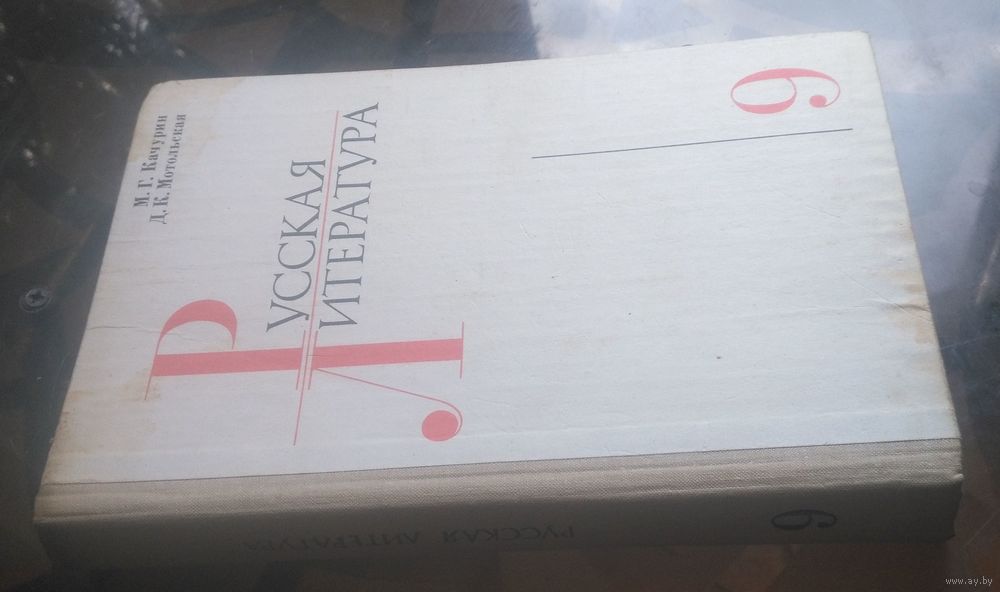 М. Г. Качурин
Д. К. Мотольская
РУССКАЯ
ЛИТЕРАТУРА
9
РУССКАЯ ЛИТЕРАТУРА
9
www.ay.by